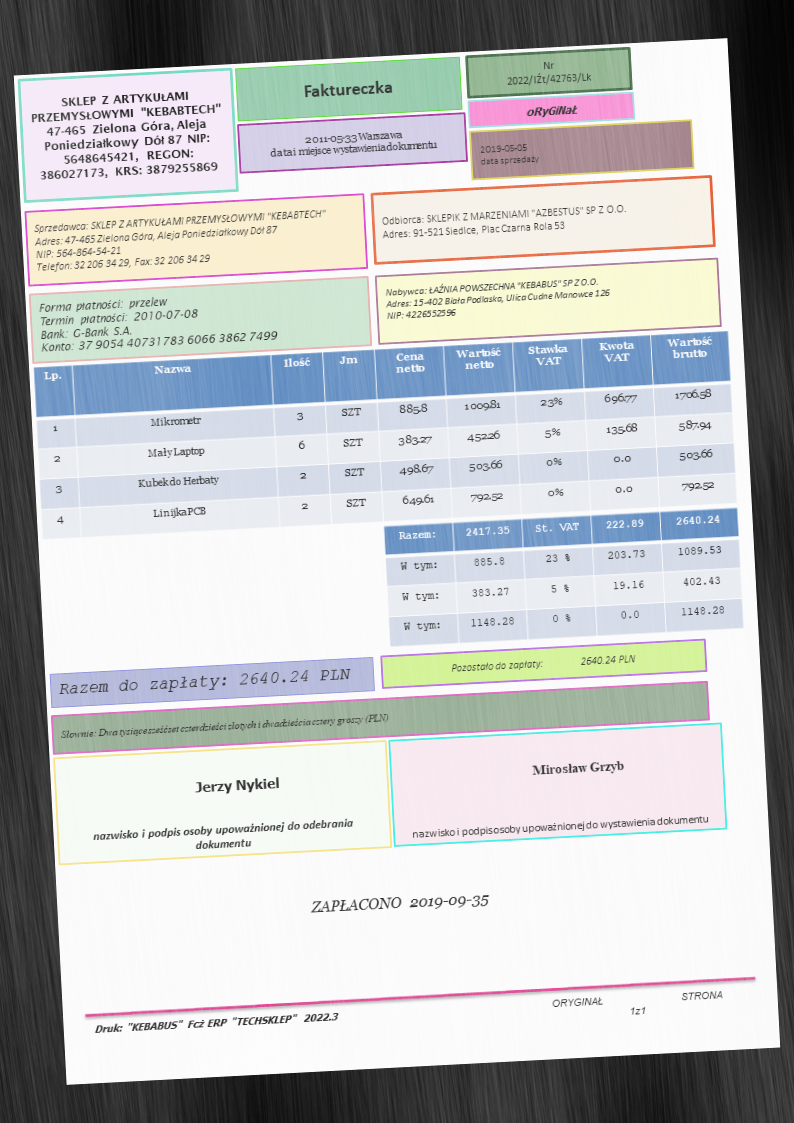 SKLEP Z ARTYKUŁAMI
PRZEMYSŁOWYMI "KEBABTECH"
47-465 Zielona Góra, Aleja
Poniedziałkowy Dół 87 NIP:
5648645421, REGON:
386027173, KRS: 3879255869
Faktureczka
2011-05-33 Warszawa
data i miejsce wystawienia dokumentu
Nr
2022/IŻt/42763/Lk
oRyGiNaŁ
2019-05-05
data sprzedaży
Sprzedawca: SKLEP Z ARTYKUŁAMI PRZEMYSŁOWYMI "KEBABTECH"
Adres: 47-465 Zielona Góra, Aleja Poniedziałkowy Dół 87
NIP: 564-864-54-21
Telefon: 32 206 34 29, Fax: 32 206 34 29
Odbiorca: SKLEPIK Z MARZENIAMI "AZBESTUS" SP Z O.O.
Adres: 91-521 Siedlce, Plac Czarna Rola 53
Forma płatności: przelew
Termin płatności: 2010-07-08
Bank: G-Bank S.A.
Konto: 37 9054 40731783 6066 3862 7499
Nabywca: ŁAŹNIA POWSZECHNA "KEBABUS" SP Z O.O.
Adres: 15-402 Biała Podlaska, Ulica Cudne Manowce 126
NIP: 4226552596
Lp. Nazwa Ilość Jm Cena netto Wartość netto Stawka VAT Kwota VAT Wartość brutto
1 Mikrometr 3 SZT 885.8 1009.81 23% 696.77 1706.58
2 Mały Laptop 6 SZT 383.27 452.26 5% 135.68 587.94
3 Kubek do Herbaty 2 SZT 498.67 503.66 0% 0.0 503.66
4 Linijka PCB 2 SZT 649.61 792.52 0% 0.0 792.52
Razem: 2417.35 St. VAT 222.89 2640.24
W tym: 885.8 23 % 203.73 1089.53
W tym: 383.27 5 % 19.16 402.43
W tym: 1148.28 0 % 0.0 1148.28
Razem do zapłaty: 2640.24 PLN
Pozostało do zapłaty: 2640.24 PLN
Słownie: Dwa tysiące sześćset czterdzieści złotych i dwadzieścia cztery groszy (PLN)
Jerzy Nykiel
nazwisko i podpis osoby upoważnionej do odebrania
dokumentu
Mirosław Grzyb
nazwisko i podpis osoby upoważnionej do wystawienia dokumentu
ZAPŁACONO 2019-09-35
Druk: "KEBABUS" Fcż ERP "TECHSKLEP" 2022.3
ORYGINAŁ
STRONA
1z1